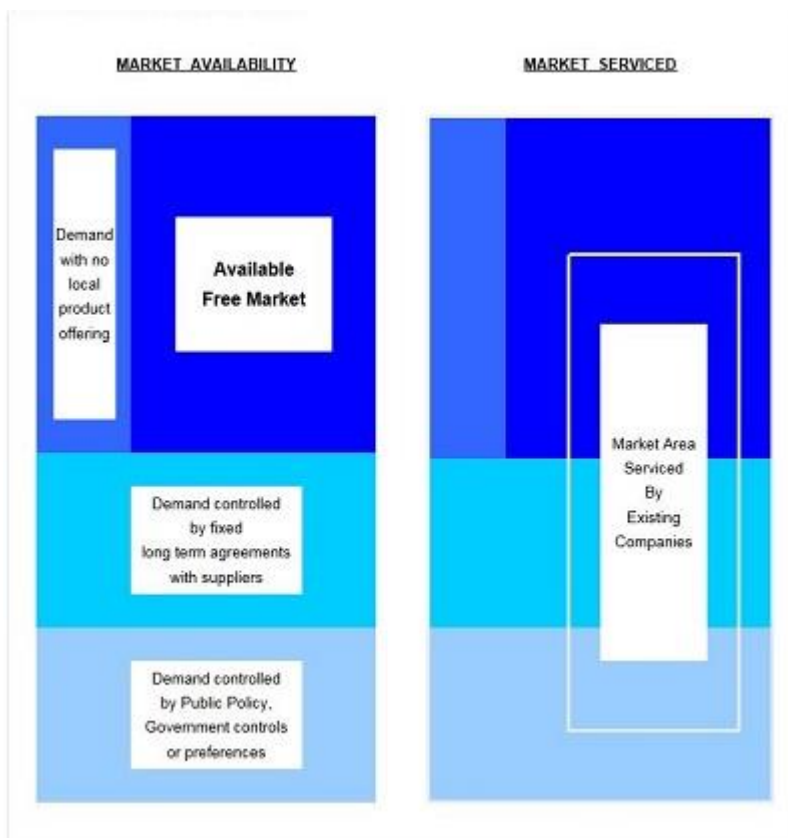 MARKET AVAILABILITY
Demand
with no
local
product
offering
Available
Free Market
Demand controlled
by fixed
long term agreements
with suppliers
Demand controlled
by Public Policy,
Government controls
or preferences
MARKET SERVICED
Market Area
Serviced
By
Existing
Companies